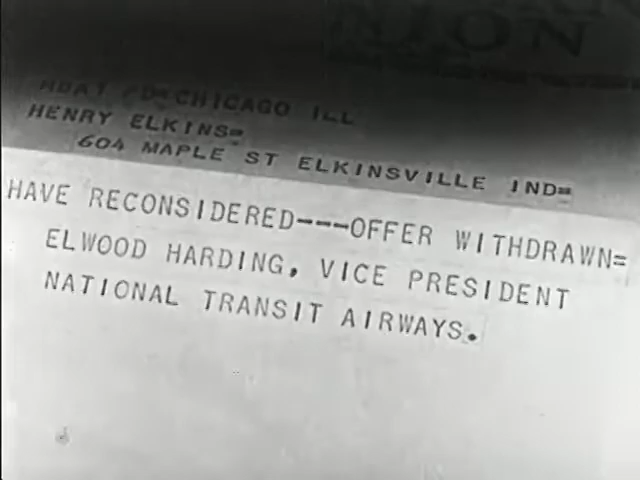 NION
CHICAGO ILL
HENRY ELKINS=
604 MAPLE ST ELKINSVILLE IND=
HAVE RECONSIDERED---OFFER WITHDRAWN=
ELWOOD HARDING, VICE PRESIDENT
NATIONAL TRANSIT AIRWAYS.